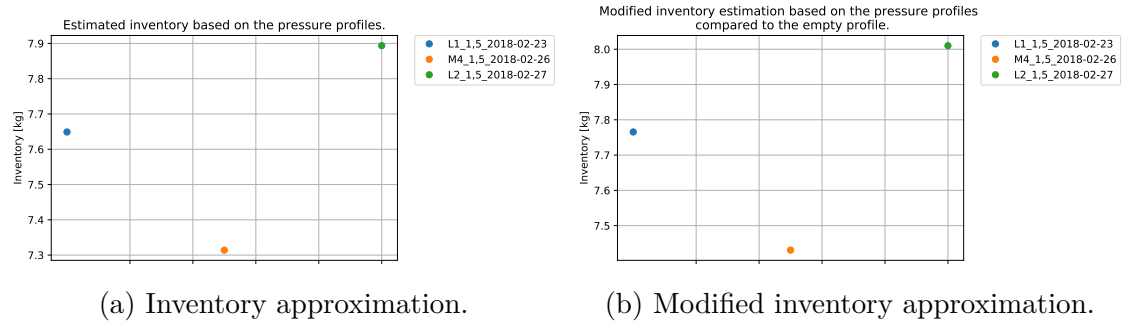 Estimated inventory based on the pressure profiles.
7.9
7.8
7.7
7.6
7.5
7.4
7.3
Inventory [kg]
L1_1,5_2018-02-23
M4_1,5_2018-02-26
L2_1,5_2018-02-27
(a) Inventory approximation.
Modified inventory estimation based on the pressure profiles
compared to the empty profile.
8.0
7.9
7.8
7.7
7.6
7.5
Inventory [kg]
L1_1,5_2018-02-23
M4_1,5_2018-02-26
L2_1,5_2018-02-27
(b) Modified inventory approximation.